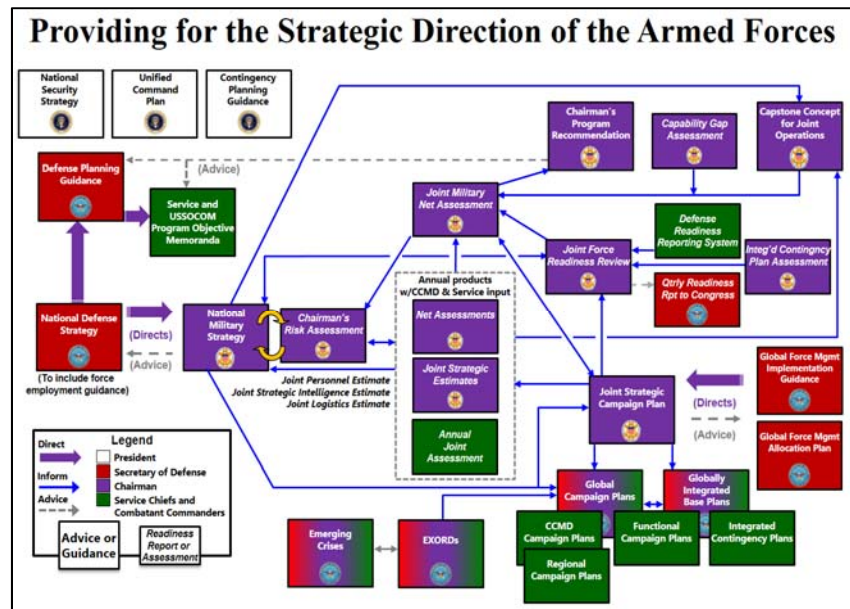 Providing for the Strategic Direction of the Armed Forces
National
Security
Strategy
Unified
Command
Plan
Contingency
Planning
Guidance
Chairman's
Program
Recommendation
Capability Gap
Assessment
Capstone Concept
for Joint
Operations
(Advice)
Defense Planning
Guidance
Service and
USSOCOM
Program Objective
Memoranda
Joint Military
Net Assessment
Defense
Readiness
Reporting System
Joint Force
Readiness Review
Integ'd Contingncy
Plan Assessment
Annual products
w/CCMD & Service input
Qtrly Readiness
Rpt to Congress
National Defense
Strategy
(Directs)
(Advice)
National
Military
Strategy
Chairman's
Risk Assessment
Net Assessments
(To include force
employment guidance)
Joint Personnel Estimate
Joint Strategic Intelligence Estimate
Joint Logistics Estimate
Joint Strategic
Estimates
Joint Strategic
Campaign Plan
(Directs)
(Advice)
Global Force Mgmt
Implementation
Guidance
Annual
Joint
Assessment
Global Force Mgmt
Allocation Plan
Legend
Direct
Inform
Advice
President
Secretary of Defense
Chairman
Service Chiefs and
Combatant Commanders
Advice or
Guidance
Readiness
Report or
Assessment
Global
Campaign Plans
Globally
Integrated
Base Plans
Emerging
Crises
EXORDs
CCMD
Campaign Plans
Functional
Campaign Plans
Integrated
Contingency Plans
Regional
Campaign Plans